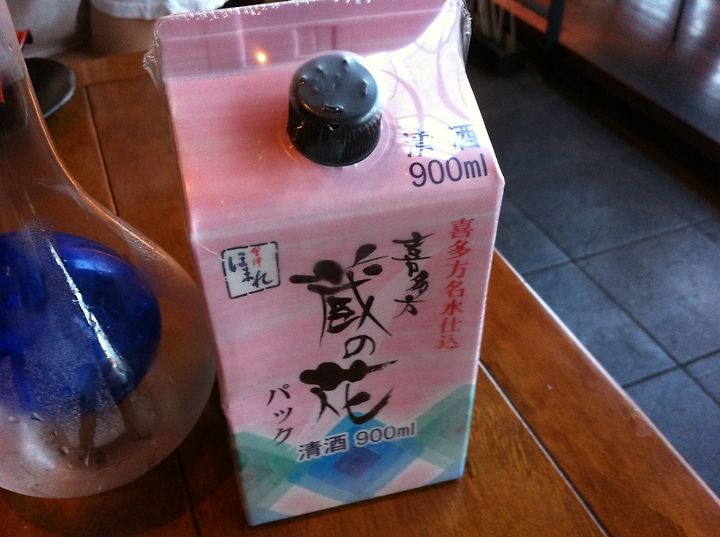 清酒
900ml
喜多方名水仕込
喜多方
蔵の花
パック
会津
ほまれ
清酒 900ml